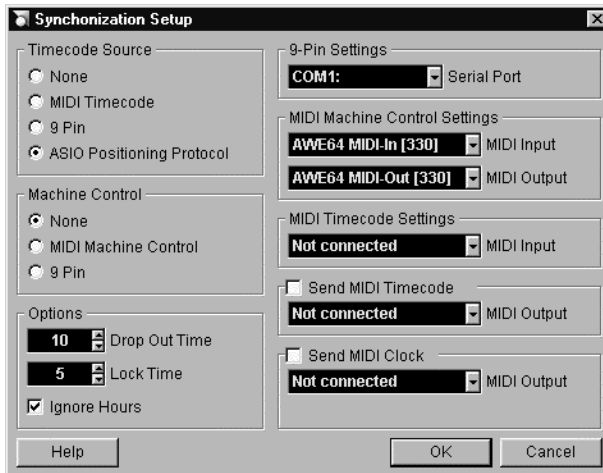 Synchonization Setup
Timecode Source
None
MIDI Timecode
9 Pin
ASIO Positioning Protocol
Machine Control
None
MIDI Machine Control
9 Pin
Options
10 Drop Out Time
5 Lock Time
Ignore Hours
9-Pin Settings
COM1: Serial Port
MIDI Machine Control Settings
AWE64 MIDI-In [330] MIDI Input
AWE64 MIDI-Out [330] MIDI Output
MIDI Timecode Settings
Not connected MIDI Input
Send MIDI Timecode
Not connected MIDI Output
Send MIDI Clock
Not connected MIDI Output
Help OK Cancel